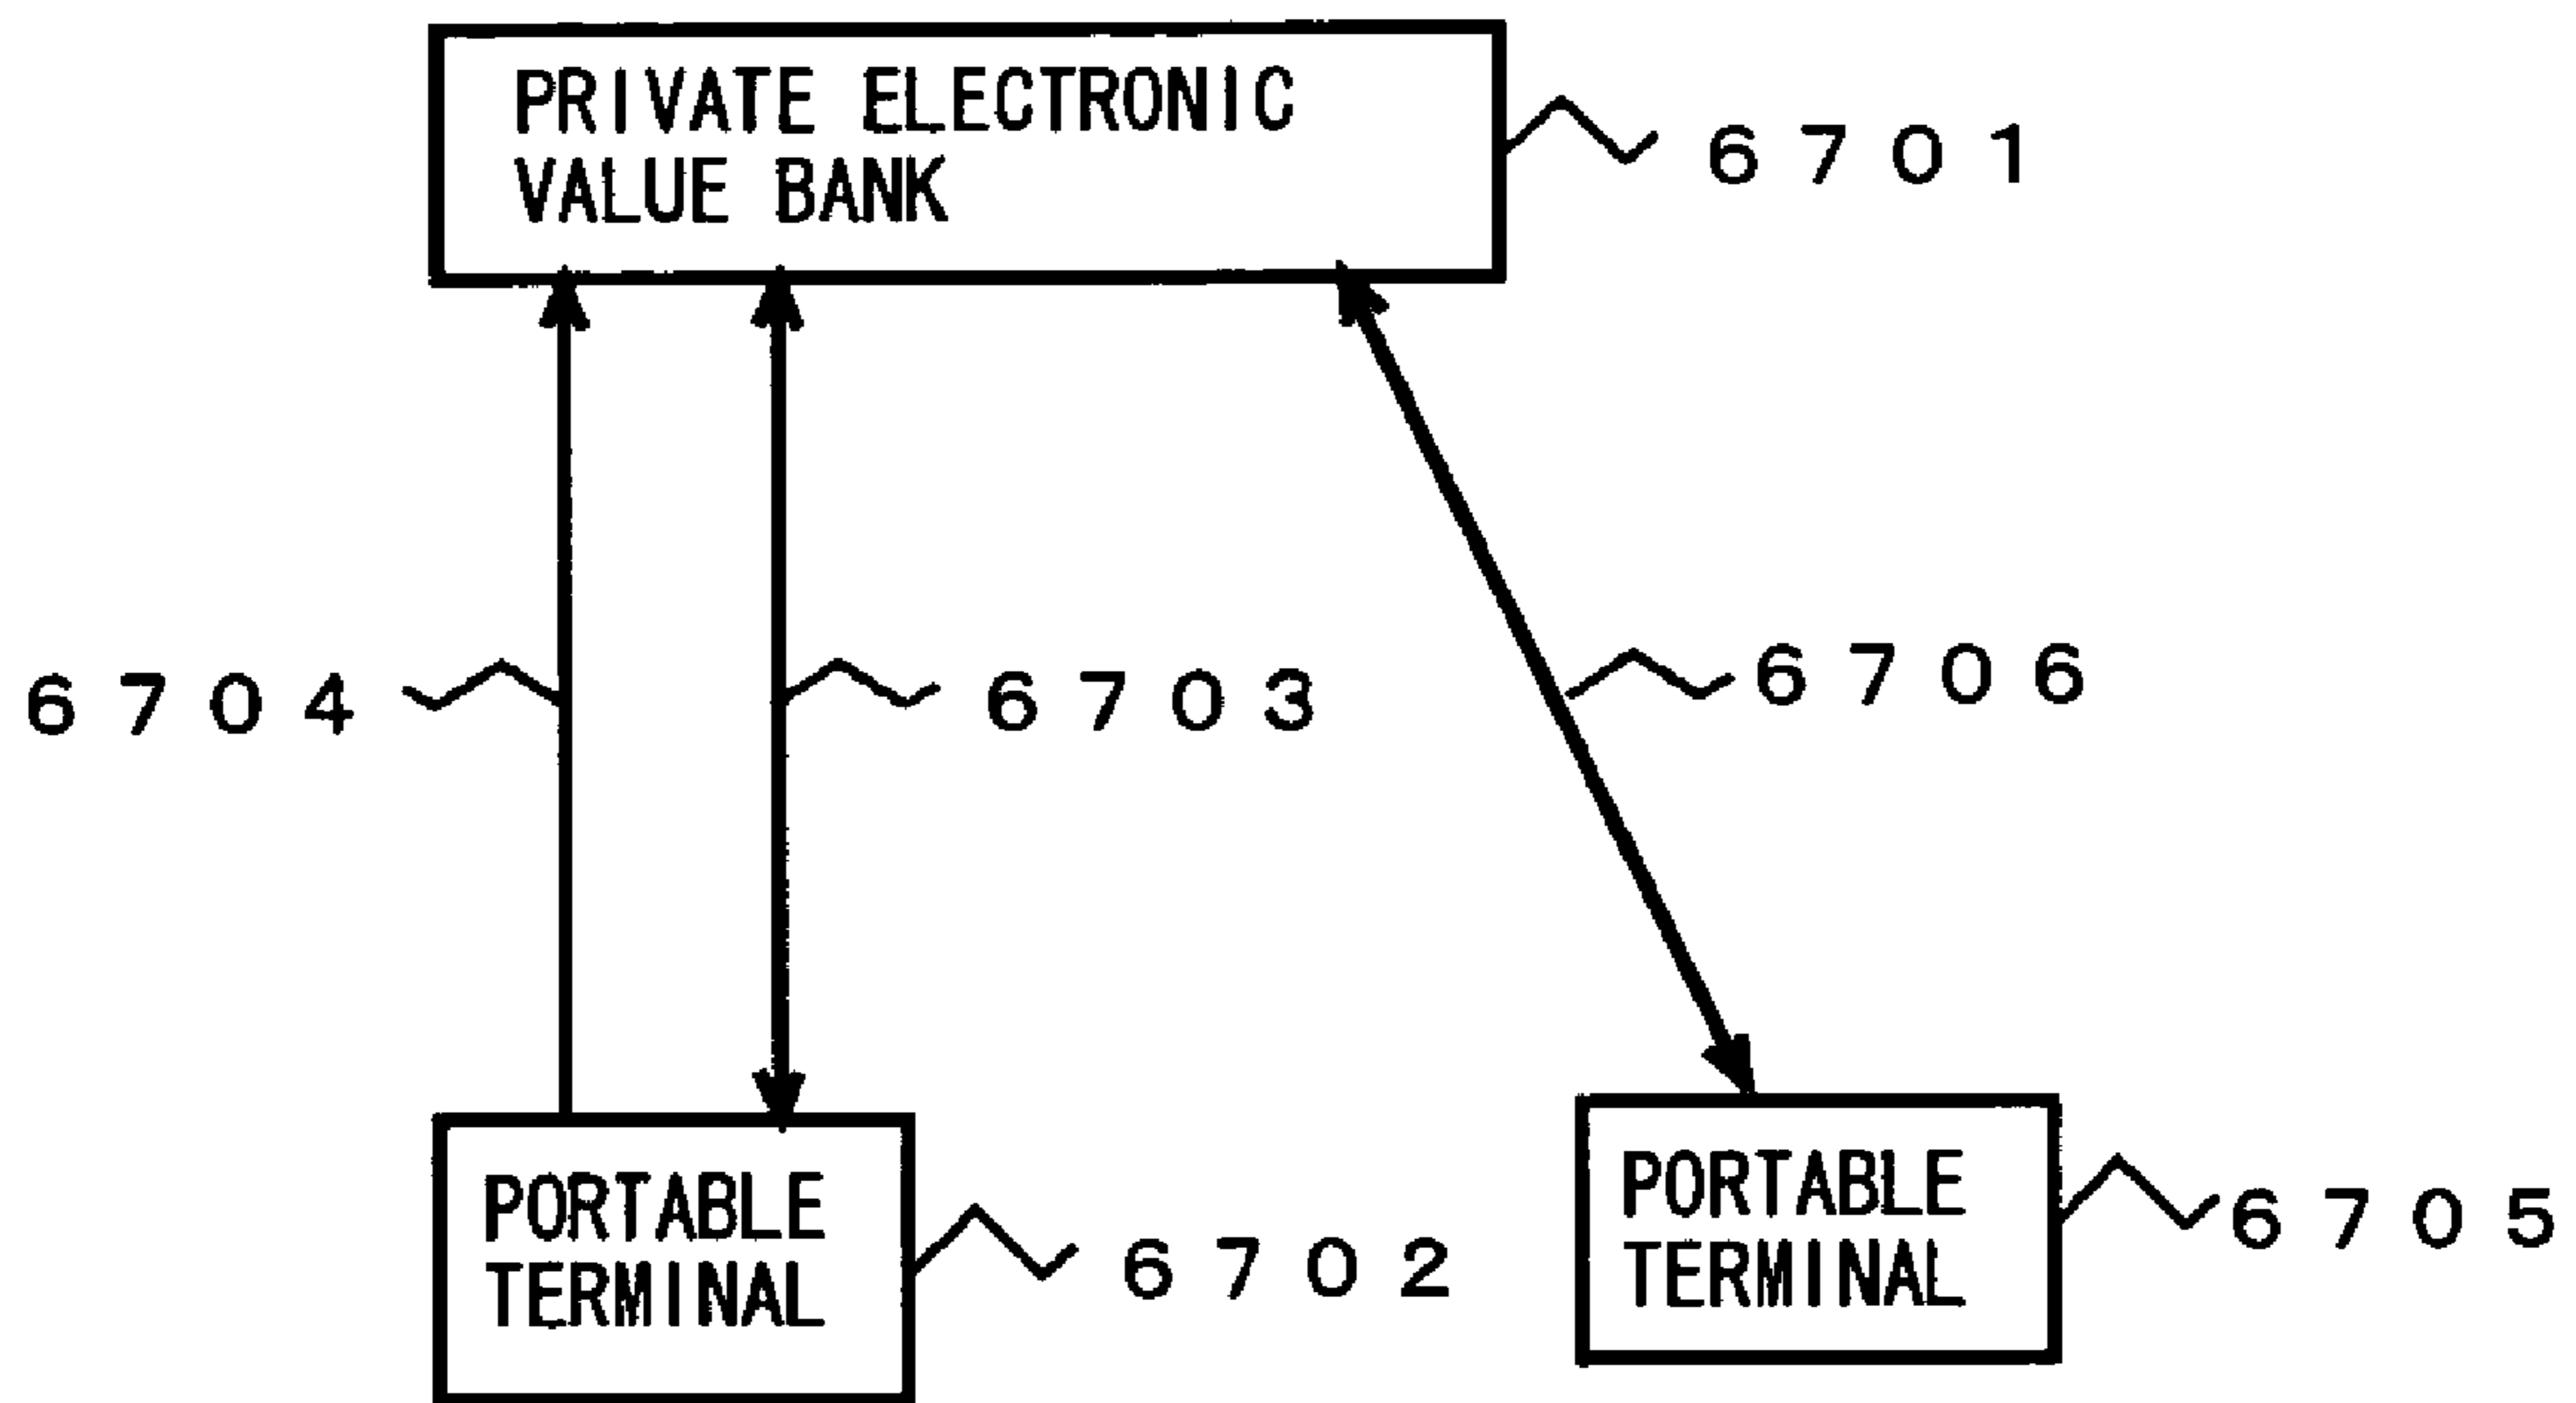 PRIVATE ELECTRONIC
VALUE BANK
6701
6704
6703
6706
PORTABLE
TERMINAL
6702
PORTABLE
TERMINAL
6705